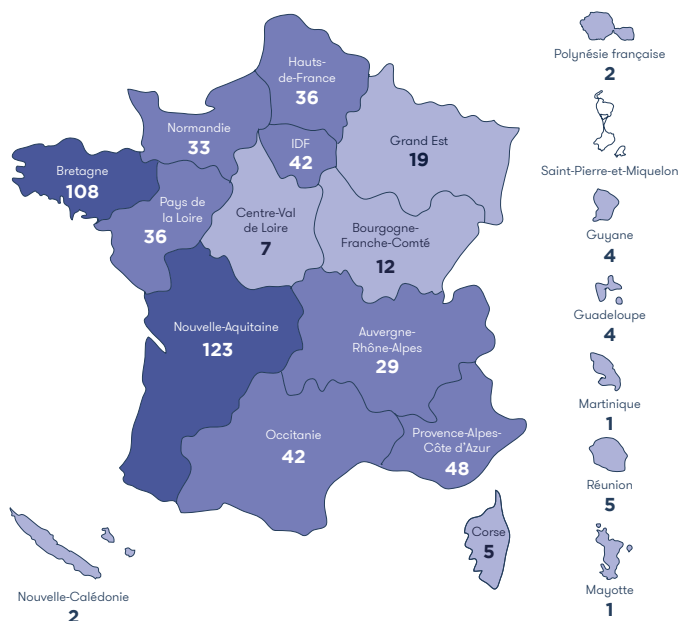 Hauts-
de-France
36
Normandie
33
IDF
42
Grand Est
19
Bretagne
108
Pays de
la Loire
36
Centre-Val
de Loire
7
Bourgogne-
Franche-Comté
12
Nouvelle-Aquitaine
123
Auvergne-
Rhône-Alpes
29
Occitanie
42
Provence-Alpes-
Côte d'Azur
48
Corse
5
Nouvelle-Calédonie
2
Polynésie française
2
Saint-Pierre-et-Miquelon
Guyane
4
Guadeloupe
4
Martinique
1
Réunion
5
Mayotte
1